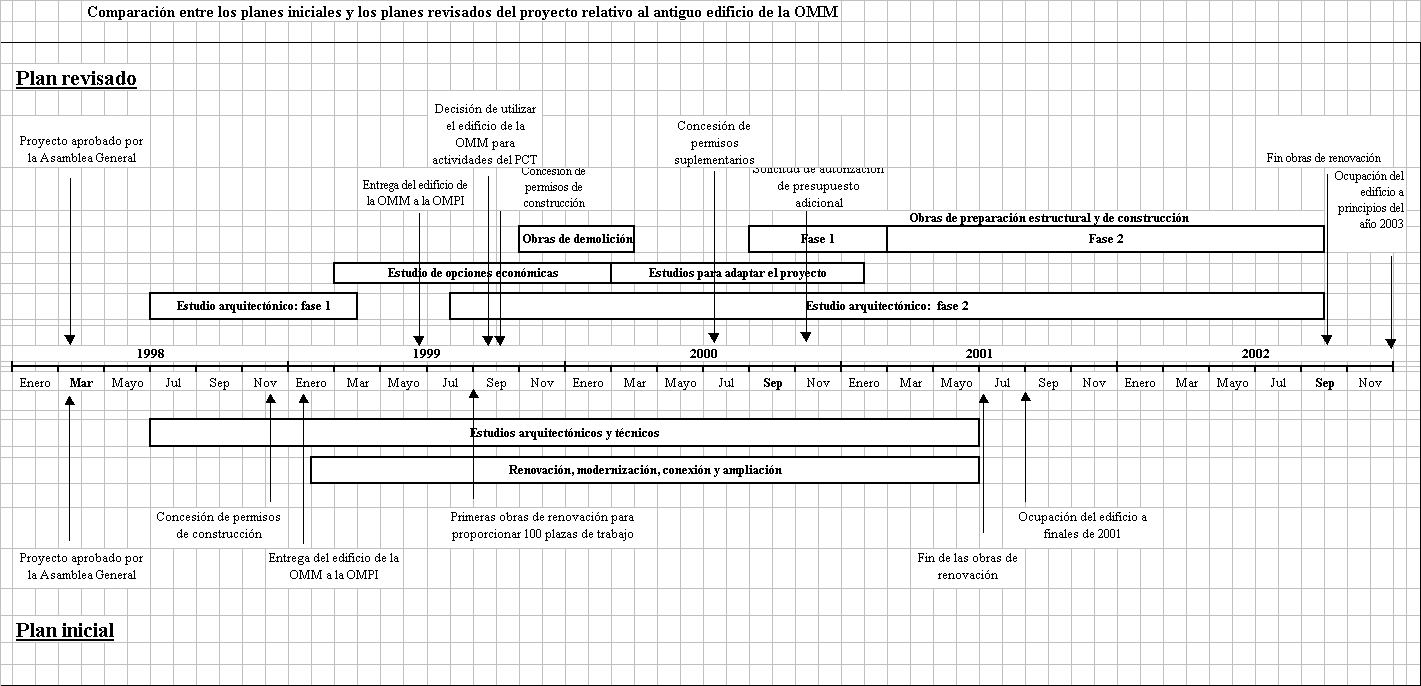 Comparación entre los planes iniciales y los planes revisados del proyecto relativo al antiguo edificio de la OMM
Plan revisado
Proyecto aprobado por
la Asamblea General
Entrega del edificio de
la OMM a la OMPI
Decisión de utilizar
el edificio de la
OMM para
actividades del PCT
Concesión de
permisos de
construcción
Concesión de
permisos
suplementarios
Solicitud de autorización
de presupuesto
adicional
Fin obras de renovación
Ocupación del
edificio a
principios del
año 2003
Obras de preparación estructural y de construcción
Obras de demolición
Fase 1
Fase 2
Estudio de opciones económicas
Estudios para adaptar el proyecto
Estudio arquitectónico: fase 1
Estudio arquitectónico: fase 2
1998 1999 2000 2001 2002
Enero Mar Mayo Jul Sep Nov Enero Mar Mayo Jul Sep Nov Enero Mar Mayo Jul Sep Nov Enero Mar Mayo Jul Sep Nov Enero Mar Mayo Jul Sep Nov
Estudios arquitectónicos y técnicos
Renovación, modernización, conexión y ampliación
Concesión de permisos
de construcción
Primeras obras de renovación para
proporcionar 100 plazas de trabajo
Ocupación del edificio a
finales de 2001
Proyecto aprobado por
la Asamblea General
Entrega del edificio de la
OMM a la OMPI
Fin de las obras de
renovación
Plan inicial